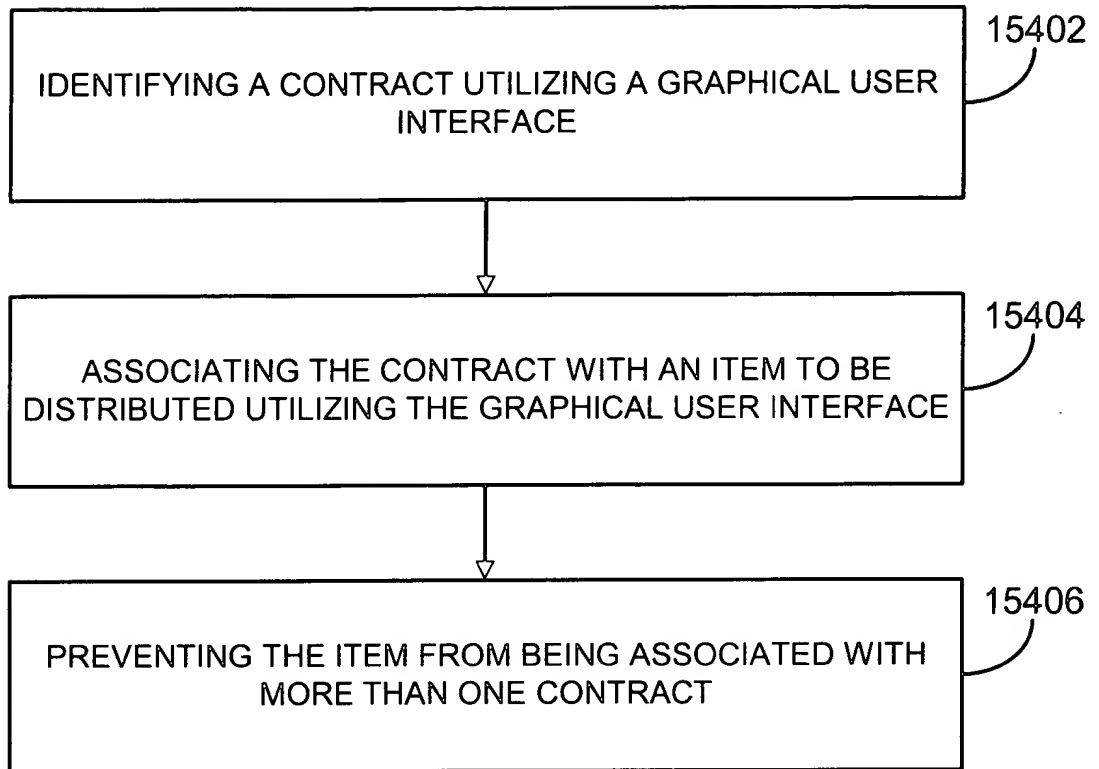 15402
IDENTIFYING A CONTRACT UTILIZING A GRAPHICAL USER
INTERFACE
15404
ASSOCIATING THE CONTRACT WITH AN ITEM TO BE
DISTRIBUTED UTILIZING THE GRAPHICAL USER INTERFACE
15406
PREVENTING THE ITEM FROM BEING ASSOCIATED WITH
MORE THAN ONE CONTRACT